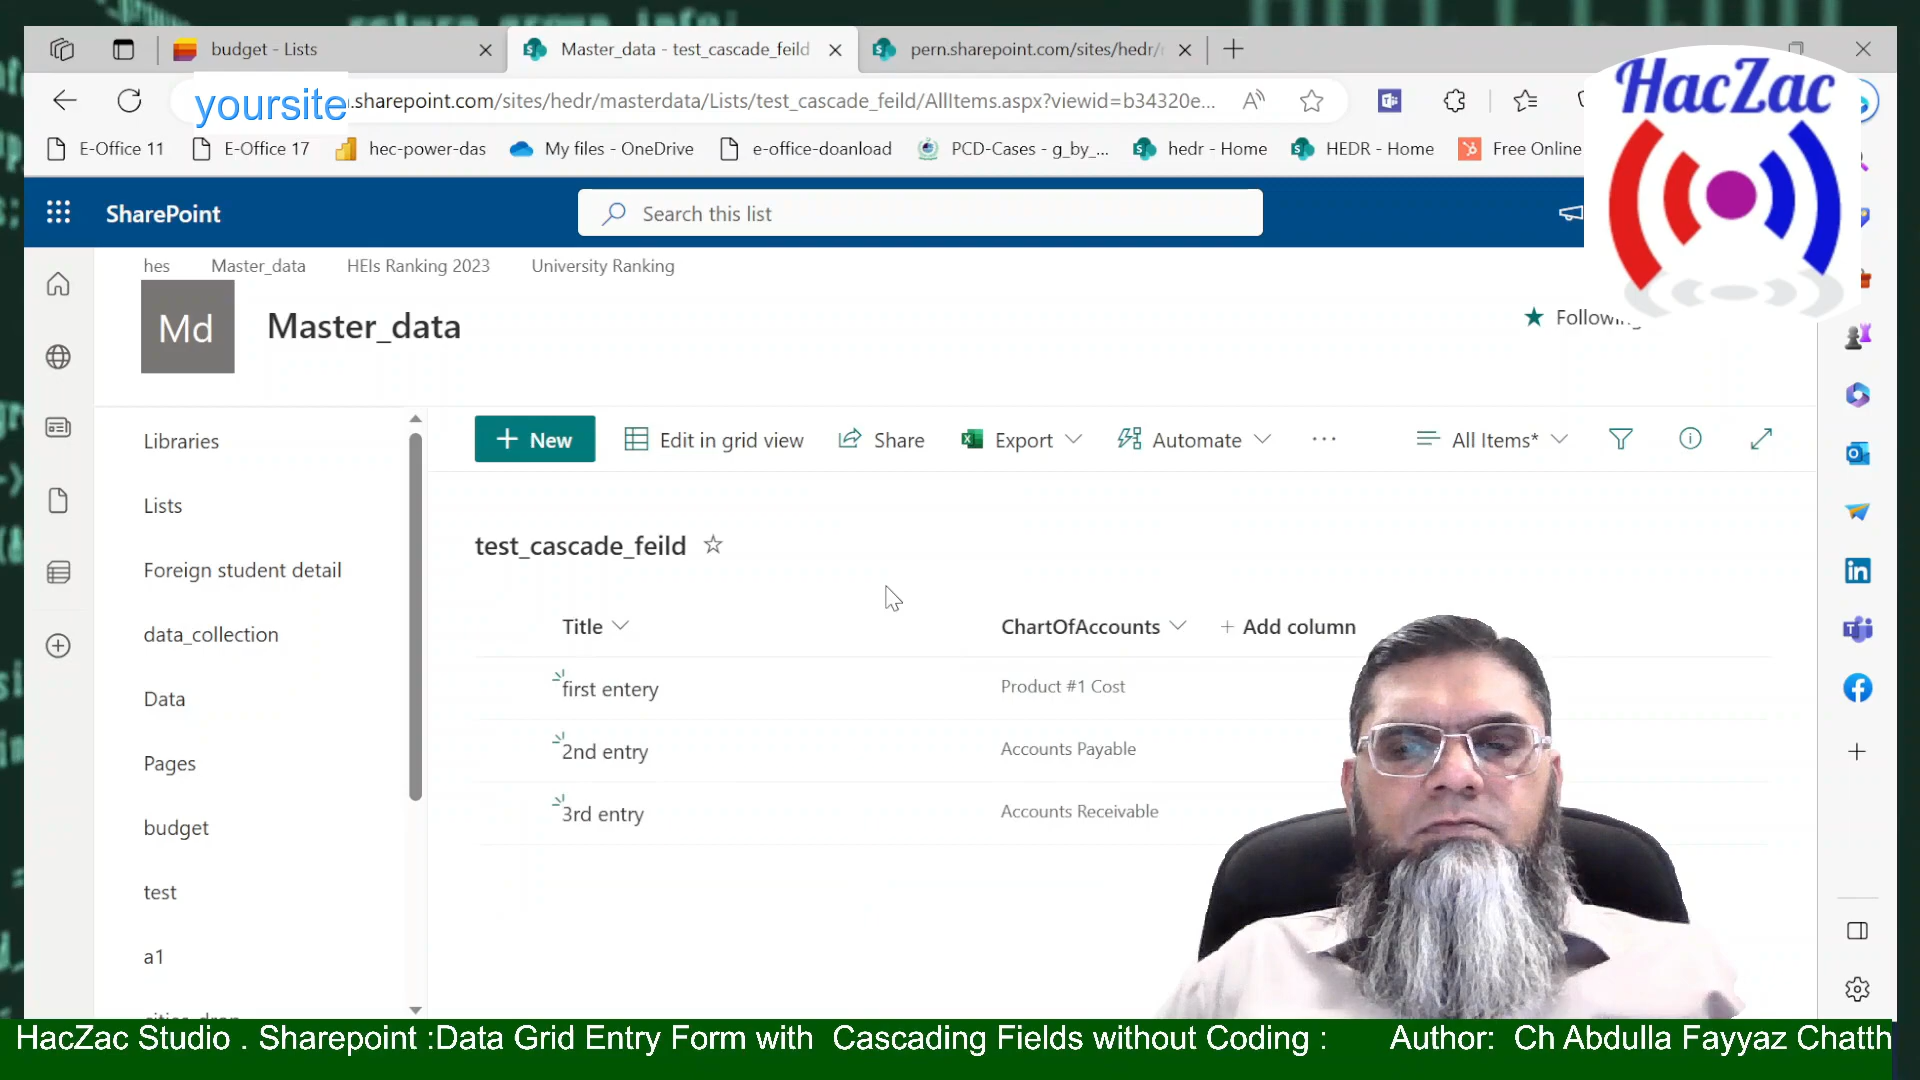 budget - Lists
Master_data - test_cascade_feild
pern.sharepoint.com/sites/hedr/
HacZac
yoursite
.sharepoint.com/sites/hedr/masterdata/Lists/test_cascade_feild/AllItems.aspx?viewid=b34320e...
E-Office 11
E-Office 17
hec-power-das
My files - OneDrive
e-office-doanload
PCD-Cases - g_by_...
hedr - Home
HEDR - Home
Free Online
SharePoint
Search this list
hes
Master_data
HEIs Ranking 2023
University Ranking
Md
Master_data
Following
Libraries
Lists
Foreign student detail
data_collection
Data
Pages
budget
test
a1
+ New
Edit in grid view
Share
Export
Automate
...
All Items*
test_cascade_feild
Title
ChartOfAccounts
+ Add column
first entery
Product #1 Cost
2nd entry
Accounts Payable
3rd entry
Accounts Receivable
HacZac Studio . Sharepoint :Data Grid Entry Form with Cascading Fields without Coding : Author: Ch Abdulla Fayyaz Chatth